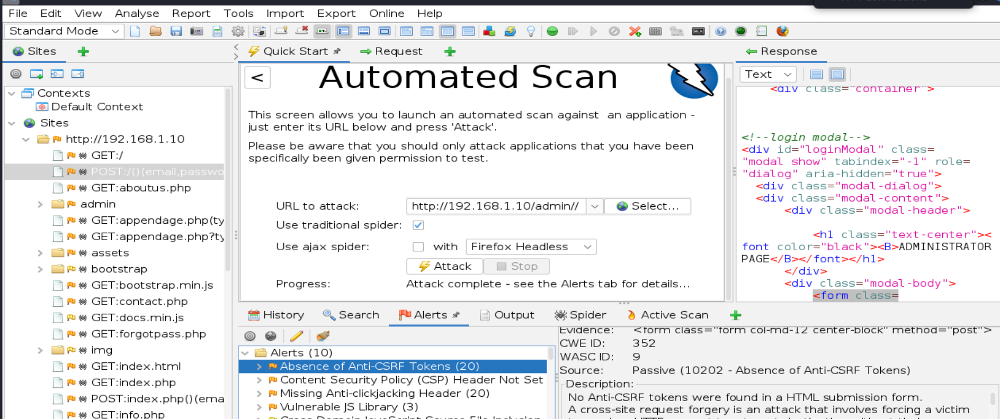 File Edit View Analyse Report Tools Import Export Online Help
Standard Mode
Sites
Contexts
Default Context
Sites
http://192.168.1.10
GET:/
POST:/()(email,passwo
GET:aboutus.php
admin
GET:appendage.php(ty
GET:appendage.php?ty
assets
bootstrap
GET:bootstrap.min.js
GET:contact.php
GET:docs.min.js
GET:forgotpass.php
img
GET:index.html
GET:index.php
POST:index.php()(ema
GET:info.php
Quick Start Request
<
Automated Scan
This screen allows you to launch an automated scan against an application -
just enter its URL below and press 'Attack'.
Please be aware that you should only attack applications that you have been
specifically been given permission to test.
URL to attack: http://192.168.1.10/admin// Select...
Use traditional spider:
Use ajax spider: with Firefox Headless
Attack Stop
Progress: Attack complete - see the Alerts tab for details...
Response
Text
<div class="container">
<!--login modal-->
<div id="loginModal" class=
"modal show" tabindex="-1" role=
"dialog" aria-hidden="true">
<div class="modal-dialog">
<div class="modal-content">
<div class="modal-header">
<h1 class="text-center"><
font color="black"><B>ADMINISTRATOR
PAGE</B></font></h1>
</div>
<div class="modal-body">
<form class=
History Search Alerts Output Spider Active Scan
Alerts (10)
Absence of Anti-CSRF Tokens (20)
Content Security Policy (CSP) Header Not Set
Missing Anti-clickjacking Header (20)
Vulnerable JS Library (3)
Evidence: <form class="form col-md-12 center-block" method="post">
CWE ID: 352
WASC ID: 9
Source: Passive (10202 - Absence of Anti-CSRF Tokens)
Description:
No Anti-CSRF tokens were found in a HTML submission form.
A cross-site request forgery is an attack that involves forcing a victim